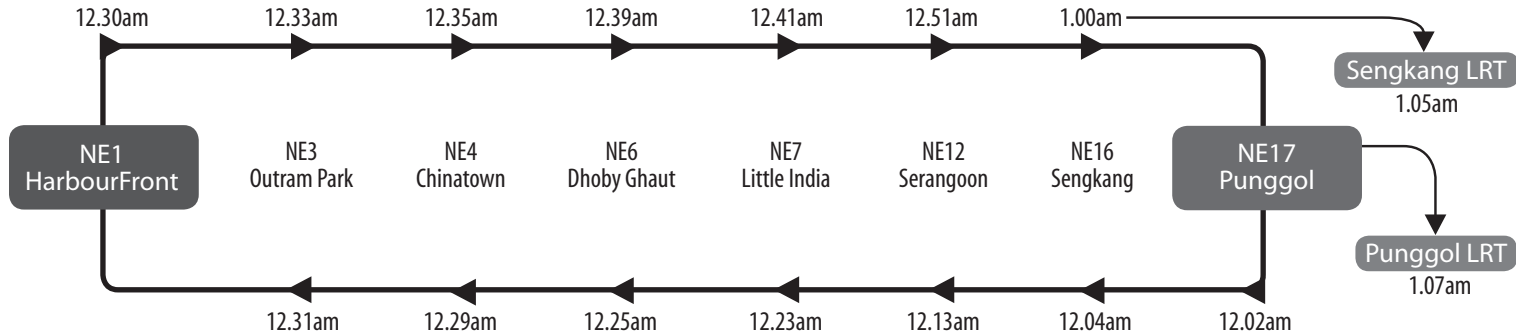 12.30am 12.33am 12.35am 12.39am 12.41am 12.51am 1.00am
Sengkang LRT
1.05am
NE1
HarbourFront
NE3
Outram Park
NE4
Chinatown
NE6
Dhoby Ghaut
NE7
Little India
NE12
Serangoon
NE16
Sengkang
NE17
Punggol
Punggol LRT
1.07am
12.31am 12.29am 12.25am 12.23am 12.13am 12.04am 12.02am